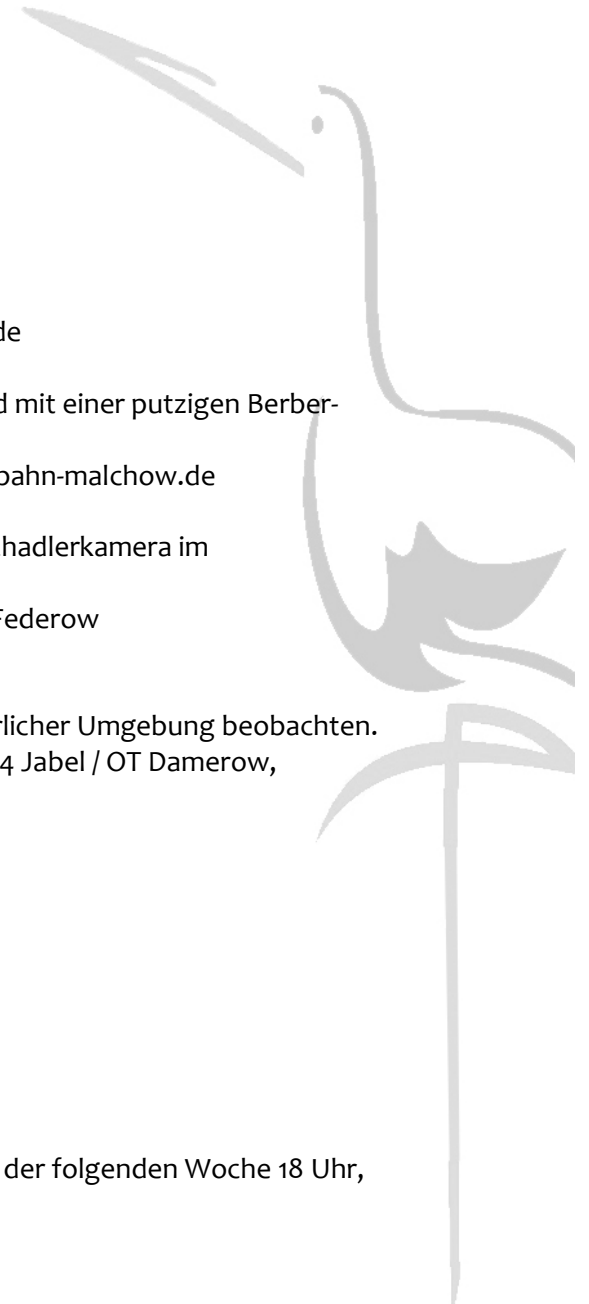 de
d mit einer putzigen Berber-
bahn-malchow.de
chadlerkamera im
Federow
rlicher Umgebung beobachten.
4 Jabel / OT Damerow,
der folgenden Woche 18 Uhr,